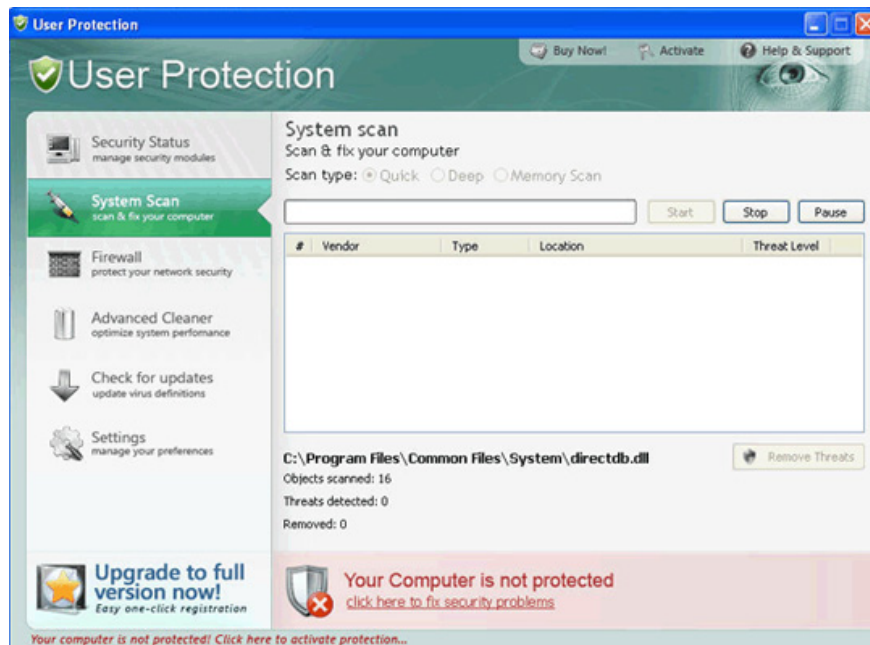 User Protection
Buy Now! Activate Help & Support
User Protection
Security Status
manage security modules
System Scan
scan & fix your computer
Firewall
protect your network security
Advanced Cleaner
optimize system perfomance
Check for updates
update virus definitions
Settings
manage your preferences
Upgrade to full
version now!
Easy one-click registration
System scan
Scan & fix your computer
Scan type: Quick Deep Memory Scan
Start Stop Pause
# Vendor Type Location Threat Level
C:\Program Files\Common Files\System\directdb.dll
Remove Threats
Objects scanned: 16
Threats detected: 0
Removed: 0
Your Computer is not protected
click here to fix security problems
Your computer is not protected! Click here to activate protection...